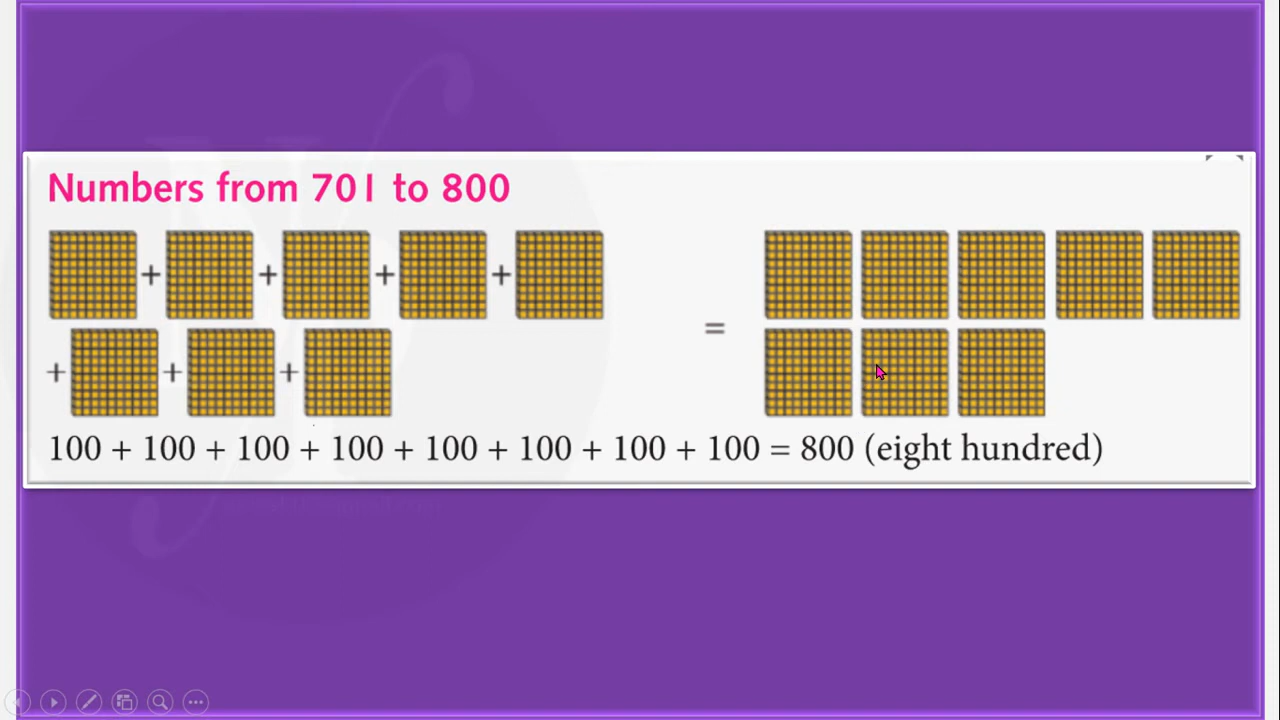 Numbers from 701 to 800
+ + + +
=
+ + +
100 + 100 + 100 + 100 + 100 + 100 + 100 + 100 = 800 (eight hundred)